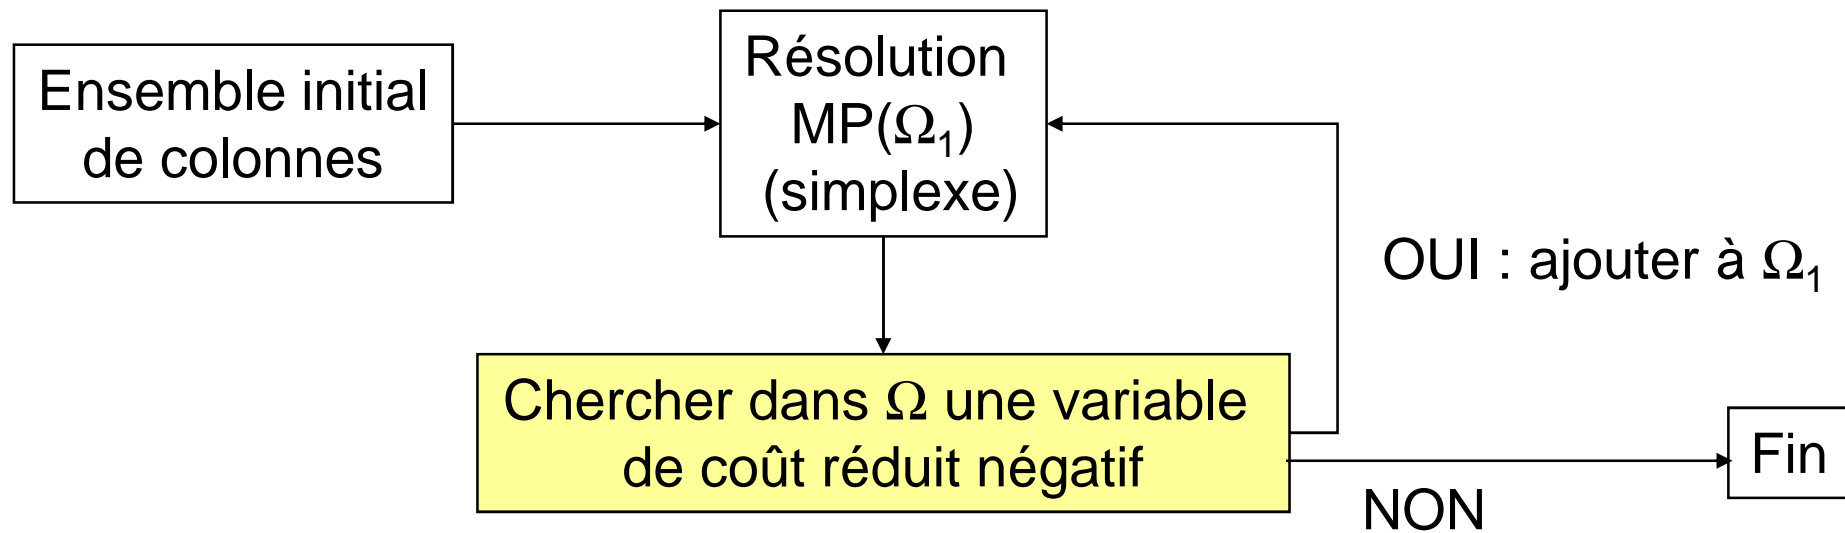 Ensemble initial
de colonnes
Résolution
MP(Ω₁)
(simplexe)
OUI : ajouter à Ω₁
Chercher dans Ω une variable
de coût réduit négatif
Fin
NON